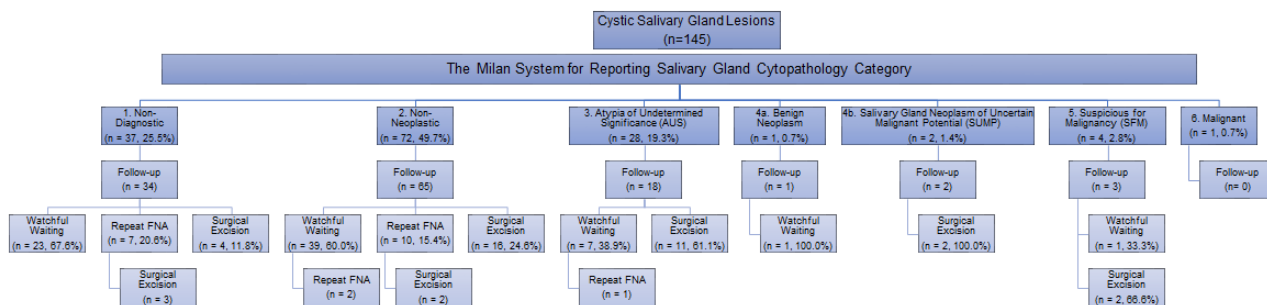 Cystic Salivary Gland Lesions
(n=145)
The Milan System for Reporting Salivary Gland Cytopathology Category
1. Non-
Diagnostic
(n = 37, 25.5%)
2. Non-
Neoplastic
(n = 72, 49.7%)
3. Atypia of Undetermined
Significance (AUS)
(n = 28, 19.3%)
4a. Benign
Neoplasm
(n = 1, 0.7%)
4b. Salivary Gland Neoplasm of Uncertain
Malignant Potential (SUMP)
(n = 2, 1.4%)
5. Suspicious for
Malignancy (SFM)
(n = 4, 2.8%)
6. Malignant
(n = 1, 0.7%)
Follow-up
(n = 34)
Follow-up
(n = 65)
Follow-up
(n = 18)
Follow-up
(n = 1)
Follow-up
(n = 2)
Follow-up
(n = 3)
Follow-up
(n= 0)
Watchful
Waiting
(n = 23, 67.6%)
Repeat FNA
(n = 7, 20.6%)
Surgical
Excision
(n = 4, 11.8%)
Watchful
Waiting
(n = 39, 60.0%)
Repeat FNA
(n = 10, 15.4%)
Surgical
Excision
(n = 16, 24.6%)
Watchful
Waiting
(n = 7, 38.9%)
Surgical
Excision
(n = 11, 61.1%)
Watchful
Waiting
(n = 1, 100.0%)
Surgical
Excision
(n = 2, 100.0%)
Watchful
Waiting
(n = 1, 33.3%)
Surgical
Excision
(n = 3)
Repeat FNA
(n = 2)
Surgical
Excision
(n = 2)
Repeat FNA
(n = 1)
Surgical
Excision
(n = 2, 66.6%)